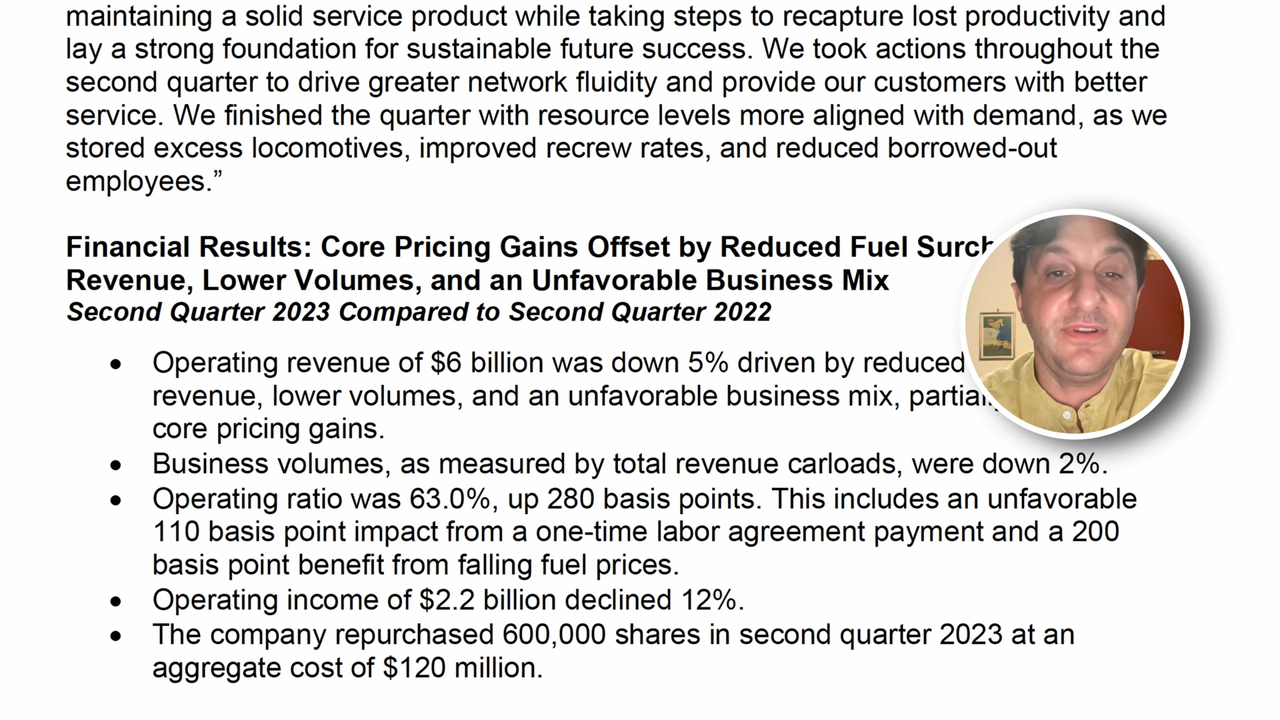 maintaining a solid service product while taking steps to recapture lost productivity and
lay a strong foundation for sustainable future success. We took actions throughout the
second quarter to drive greater network fluidity and provide our customers with better
service. We finished the quarter with resource levels more aligned with demand, as we
stored excess locomotives, improved recrew rates, and reduced borrowed-out
employees.”
Financial Results: Core Pricing Gains Offset by Reduced Fuel
Revenue, Lower Volumes, and an Unfavorable Business Mix
Second Quarter 2023 Compared to Second Quarter 2022
• Operating revenue of $6 billion was down 5% driven by reduced
revenue, lower volumes, and an unfavorable business mix,
core pricing gains.
• Business volumes, as measured by total revenue carloads, were down 2%.
• Operating ratio was 63.0%, up 280 basis points. This includes an unfavorable
110 basis point impact from a one-time labor agreement payment and a 200
basis point benefit from falling fuel prices.
• Operating income of $2.2 billion declined 12%.
• The company repurchased 600,000 shares in second quarter 2023 at an
aggregate cost of $120 million.